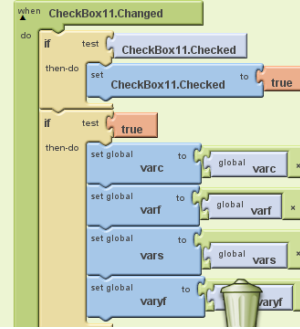 when CheckBox11.Changed
do
if test CheckBox11.Checked
then-do set CheckBox11.Checked to true
if test true
then-do set global varc to global varc ×
set global varf to global varf ×
set global vars to global vars ×
set global varyf to varyf